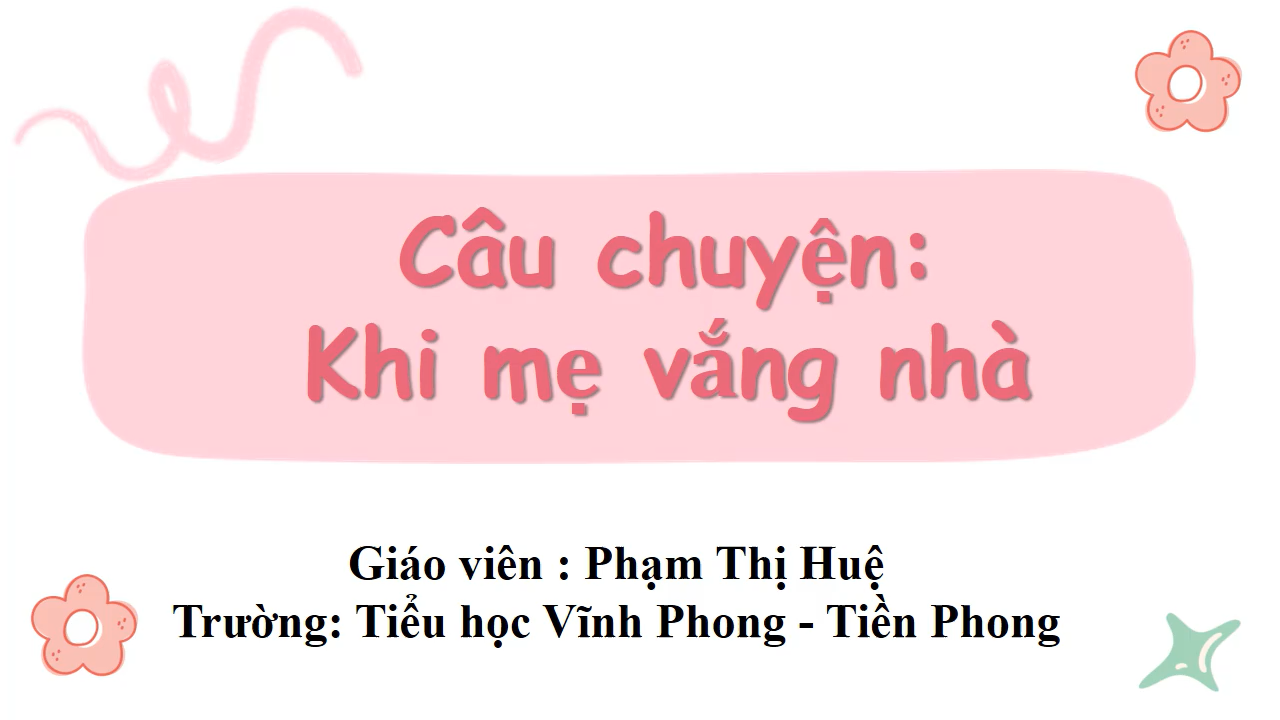 Câu chuyện:
Khi mẹ vắng nhà
Giáo viên : Phạm Thị Huệ
Trường: Tiểu học Vĩnh Phong - Tiền Phong